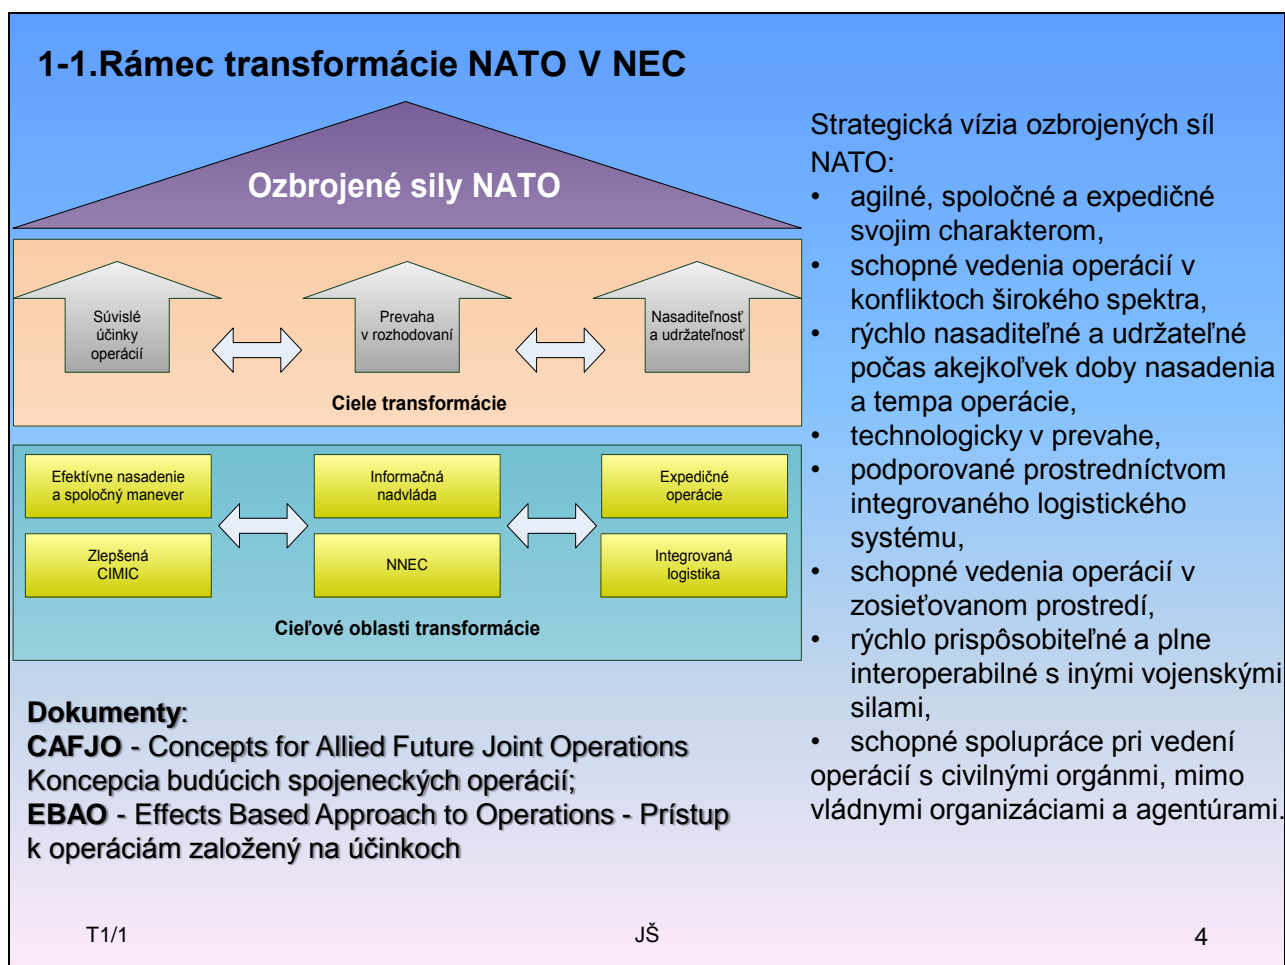 1-1.Rámec transformácie NATO V NEC
Ozbrojené sily NATO
Súvislé
účinky
operácií
Prevaha
v rozhodovaní
Nasaditeľnosť
a udržateľnosť
Ciele transformácie
Efektívne nasadenie
a spoločný manever
Informačná
nadvláda
Expedičné
operácie
Zlepšená
CIMIC
NNEC
Integrovaná
logistika
Cieľové oblasti transformácie
Dokumenty:
CAFJO - Concepts for Allied Future Joint Operations
Koncepcia budúcich spojeneckých operácií;
EBAO - Effects Based Approach to Operations - Prístup
k operáciám založený na účinkoch
Strategická vízia ozbrojených síl
NATO:
• agilné, spoločné a expedičné
svojim charakterom,
• schopné vedenia operácií v
konfliktoch širokého spektra,
• rýchlo nasaditeľné a udržateľné
počas akejkoľvek doby nasadenia
a tempa operácie,
• technologicky v prevahe,
• podporované prostredníctvom
integrovaného logistického
systému,
• schopné vedenia operácií v
zosieťovanom prostredí,
• rýchlo prispôsobiteľné a plne
interoperabilné s inými vojenskými
silami,
• schopné spolupráce pri vedení
operácií s civilnými orgánmi, mimo
vládnymi organizáciami a agentúrami.
T1/1
JŠ
4